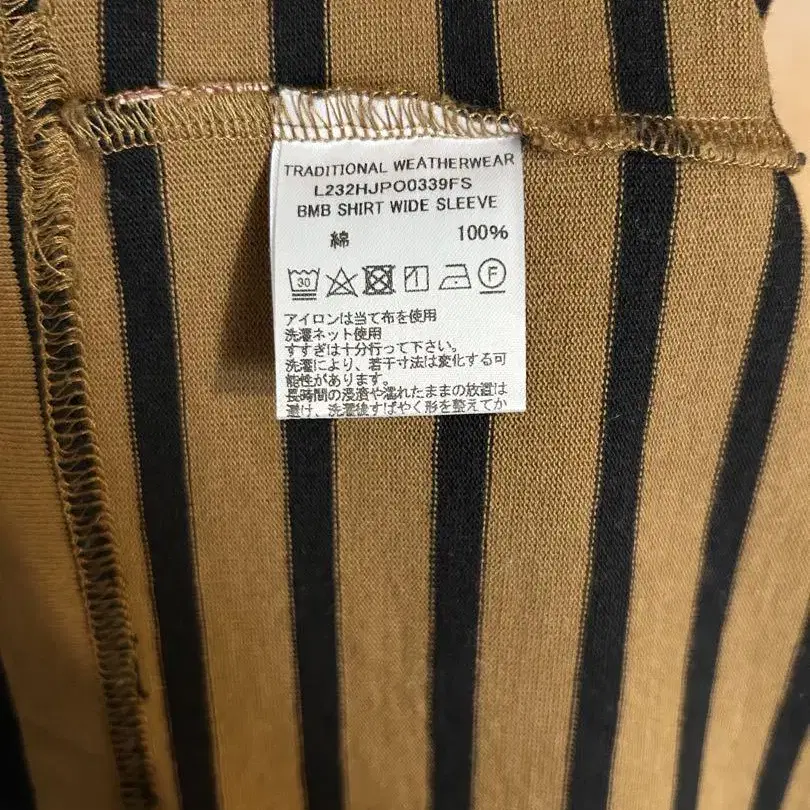 TRADITIONAL WEATHERWEAR
L232HJPO0339FS
BMB SHIRT WIDE SLEEVE
綿 100%
30 F
アイロンは当て布を使用
洗濯ネット使用
すすぎは十分行って下さい。
洗濯により、若干寸法は変化する可
能性があります。
長時間の浸漬や濡れたままの放置は
避け、洗濯後すばやく形を整えてか